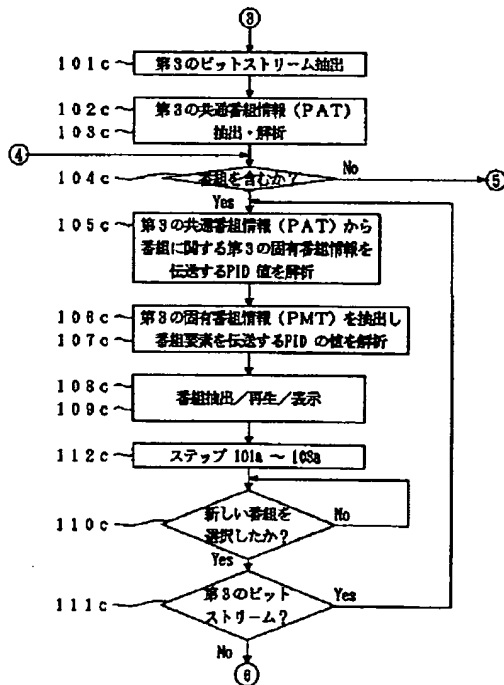 ③
101c 第3のビットストリーム抽出
102c 第3の共通番組情報(PAT)
103c 抽出・解析
④
104c 番組を含むか? No ⑤
Yes
105c 第3の共通番組情報(PAT)から
番組に関する第3の固有番組情報を
伝送するPID 値を解析
106c 第3の固有番組情報(PMT)を抽出し
107c 番組要素を伝送するPID の値を解析
108c
109c 番組抽出/再生/表示
112c ステップ 101a ~ 103a
110c 新しい番組を
選択したか? No
Yes
111c 第3のビット
ストリーム? Yes
No
⑥